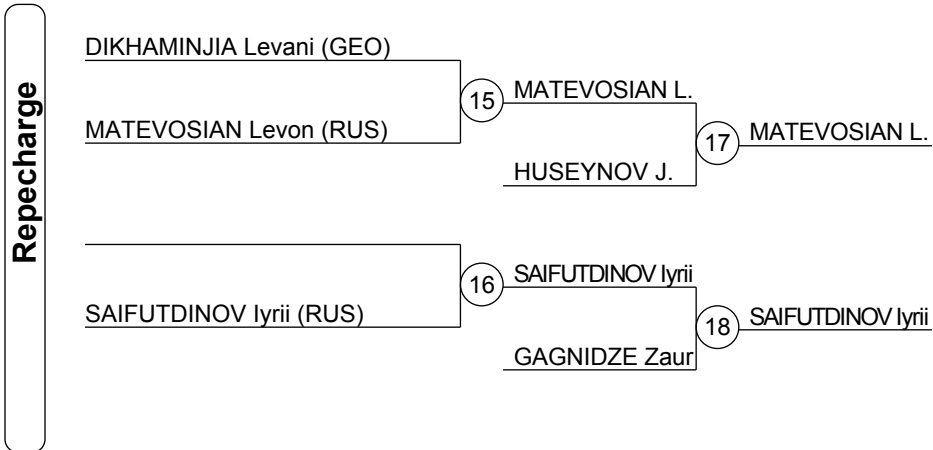 Repechage
DIKHAMINJIA Levani (GEO)
15
MATEVOSIAN L.
MATEVOSIAN Levon (RUS)
17
MATEVOSIAN L.
HUSEYNOV J.
16
SAIFUTDINOV Iyrii
SAIFUTDINOV Iyrii (RUS)
18
SAIFUTDINOV Iyrii
GAGNIDZE Zaur